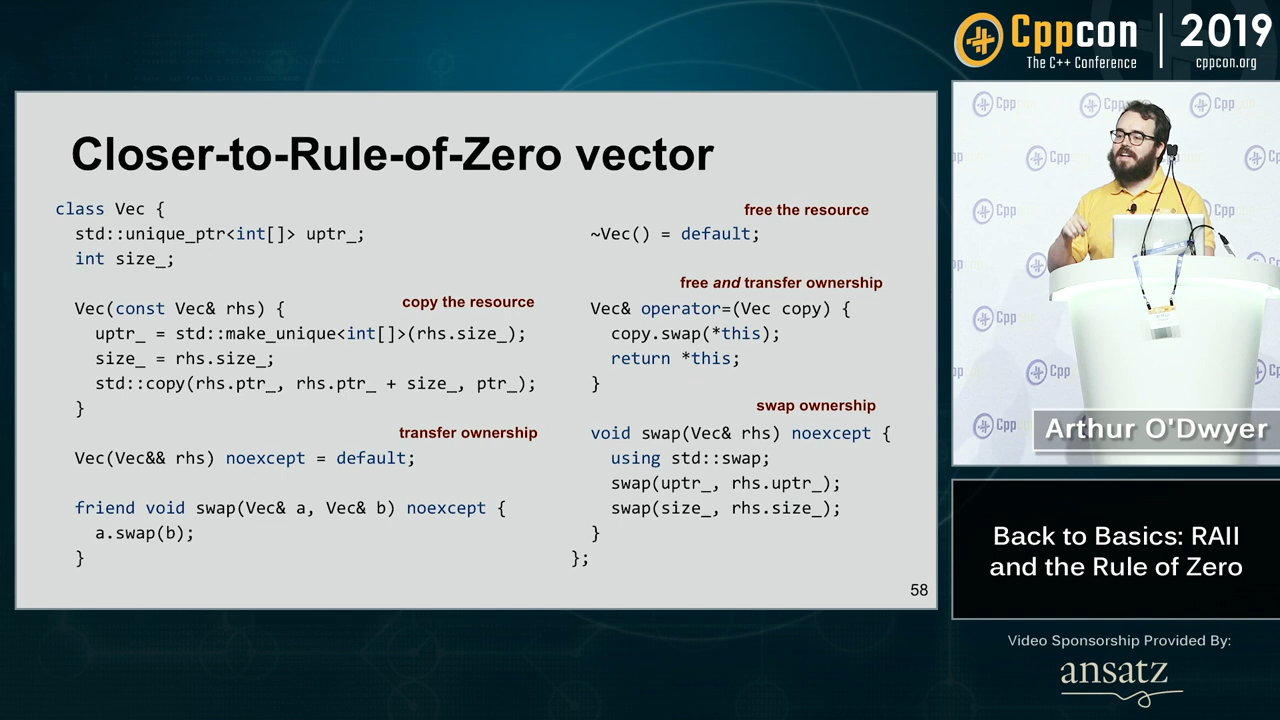 Cppcon | 2019
The C++ Conference
cppcon.org
Closer-to-Rule-of-Zero vector
class Vec {
std::unique_ptr<int[]> uptr_;
int size_;
Vec(const Vec& rhs) {
copy the resource
uptr_ = std::make_unique<int[]>(rhs.size_);
size_ = rhs.size_;
std::copy(rhs.ptr_, rhs.ptr_ + size_, ptr_);
}
transfer ownership
Vec(Vec&& rhs) noexcept = default;
friend void swap(Vec& a, Vec& b) noexcept {
a.swap(b);
}
free the resource
~Vec() = default;
free and transfer ownership
Vec& operator=(Vec copy) {
copy.swap(*this);
return *this;
}
swap ownership
void swap(Vec& rhs) noexcept {
using std::swap;
swap(uptr_, rhs.uptr_);
swap(size_, rhs.size_);
}
};
58
Arthur O'Dwyer
Back to Basics: RAII
and the Rule of Zero
Video Sponsorship Provided By:
ansatz